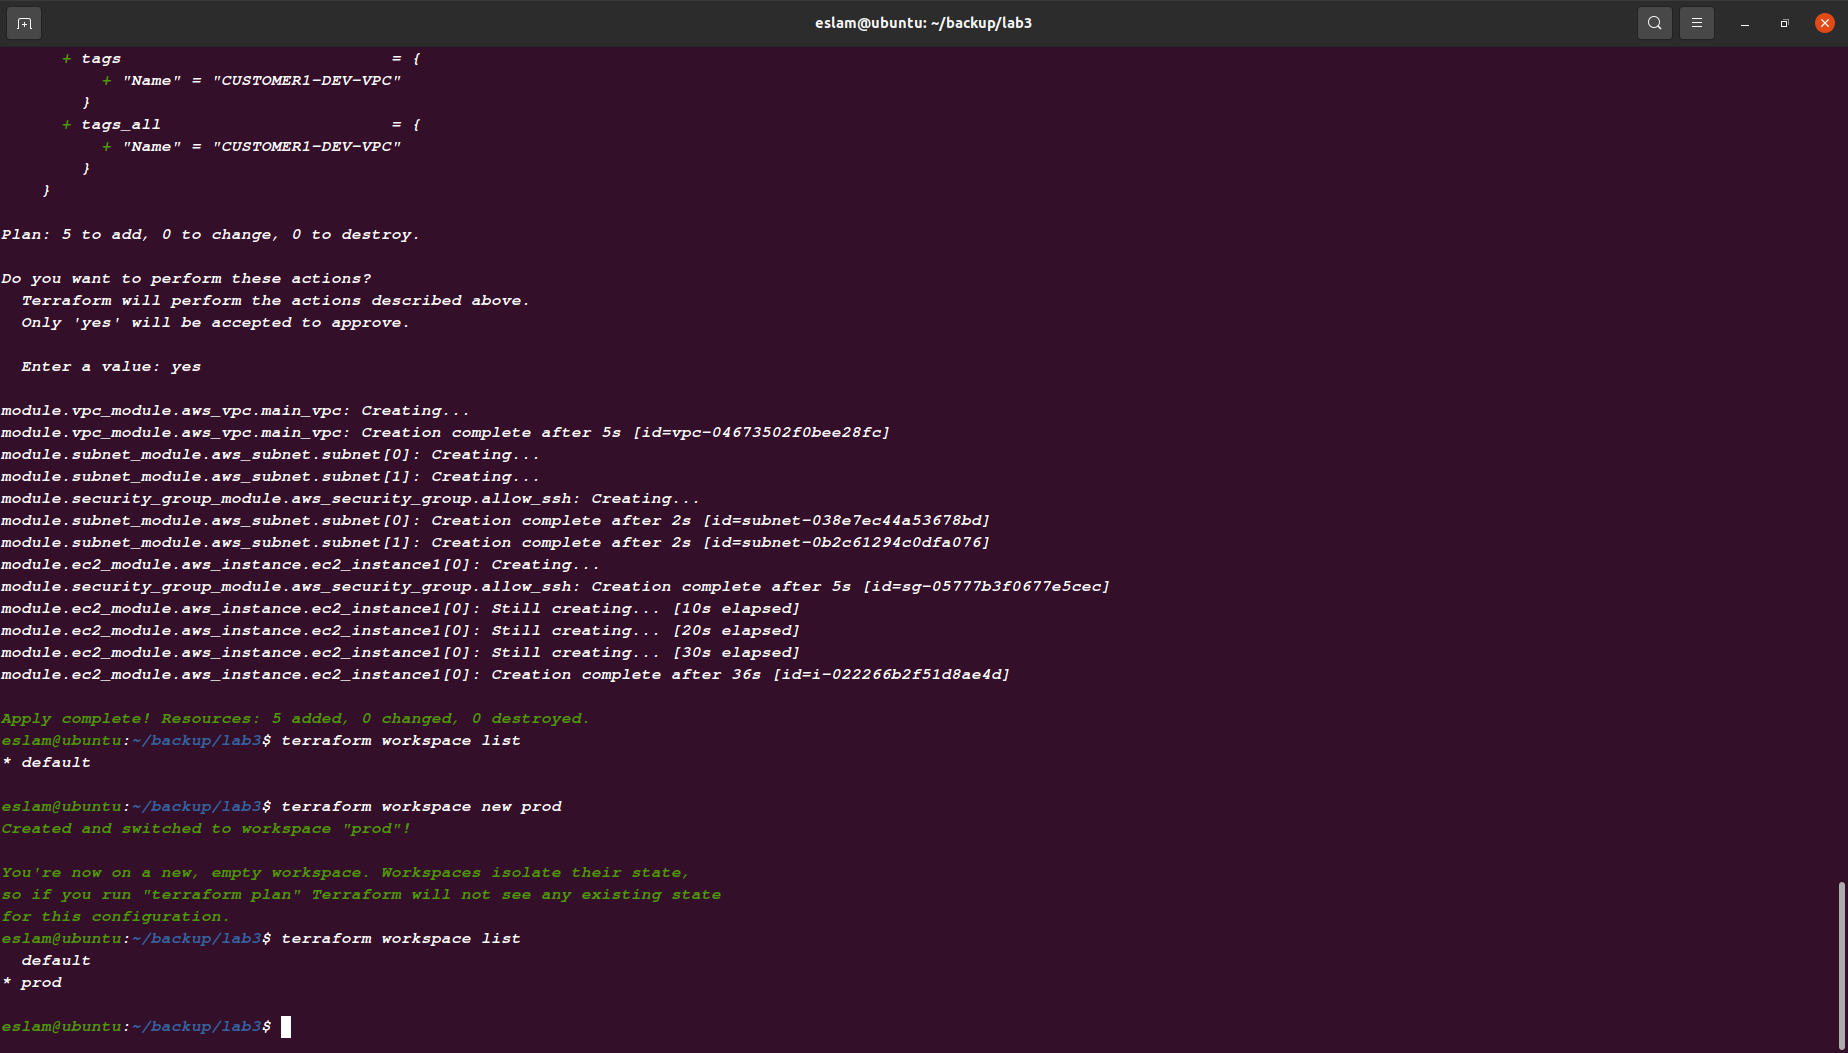 eslam@ubuntu: ~/backup/lab3
+ tags = {
+ "Name" = "CUSTOMER1-DEV-VPC"
}
+ tags_all = {
+ "Name" = "CUSTOMER1-DEV-VPC"
}
}
Plan: 5 to add, 0 to change, 0 to destroy.
Do you want to perform these actions?
Terraform will perform the actions described above.
Only 'yes' will be accepted to approve.
Enter a value: yes
module.vpc_module.aws_vpc.main_vpc: Creating...
module.vpc_module.aws_vpc.main_vpc: Creation complete after 5s [id=vpc-04673502f0bee28fc]
module.subnet_module.aws_subnet.subnet[0]: Creating...
module.subnet_module.aws_subnet.subnet[1]: Creating...
module.security_group_module.aws_security_group.allow_ssh: Creating...
module.subnet_module.aws_subnet.subnet[0]: Creation complete after 2s [id=subnet-038e7ec44a53678bd]
module.subnet_module.aws_subnet.subnet[1]: Creation complete after 2s [id=subnet-0b2c61294c0dfa076]
module.ec2_module.aws_instance.ec2_instance1[0]: Creating...
module.security_group_module.aws_security_group.allow_ssh: Creation complete after 5s [id=sg-05777b3f0677e5cec]
module.ec2_module.aws_instance.ec2_instance1[0]: Still creating... [10s elapsed]
module.ec2_module.aws_instance.ec2_instance1[0]: Still creating... [20s elapsed]
module.ec2_module.aws_instance.ec2_instance1[0]: Still creating... [30s elapsed]
module.ec2_module.aws_instance.ec2_instance1[0]: Creation complete after 36s [id=i-022266b2f51d8ae4d]
Apply complete! Resources: 5 added, 0 changed, 0 destroyed.
eslam@ubuntu:~/backup/lab3$ terraform workspace list
* default
eslam@ubuntu:~/backup/lab3$ terraform workspace new prod
Created and switched to workspace "prod"!
You're now on a new, empty workspace. Workspaces isolate their state,
so if you run "terraform plan" Terraform will not see any existing state
for this configuration.
eslam@ubuntu:~/backup/lab3$ terraform workspace list
default
* prod
eslam@ubuntu:~/backup/lab3$